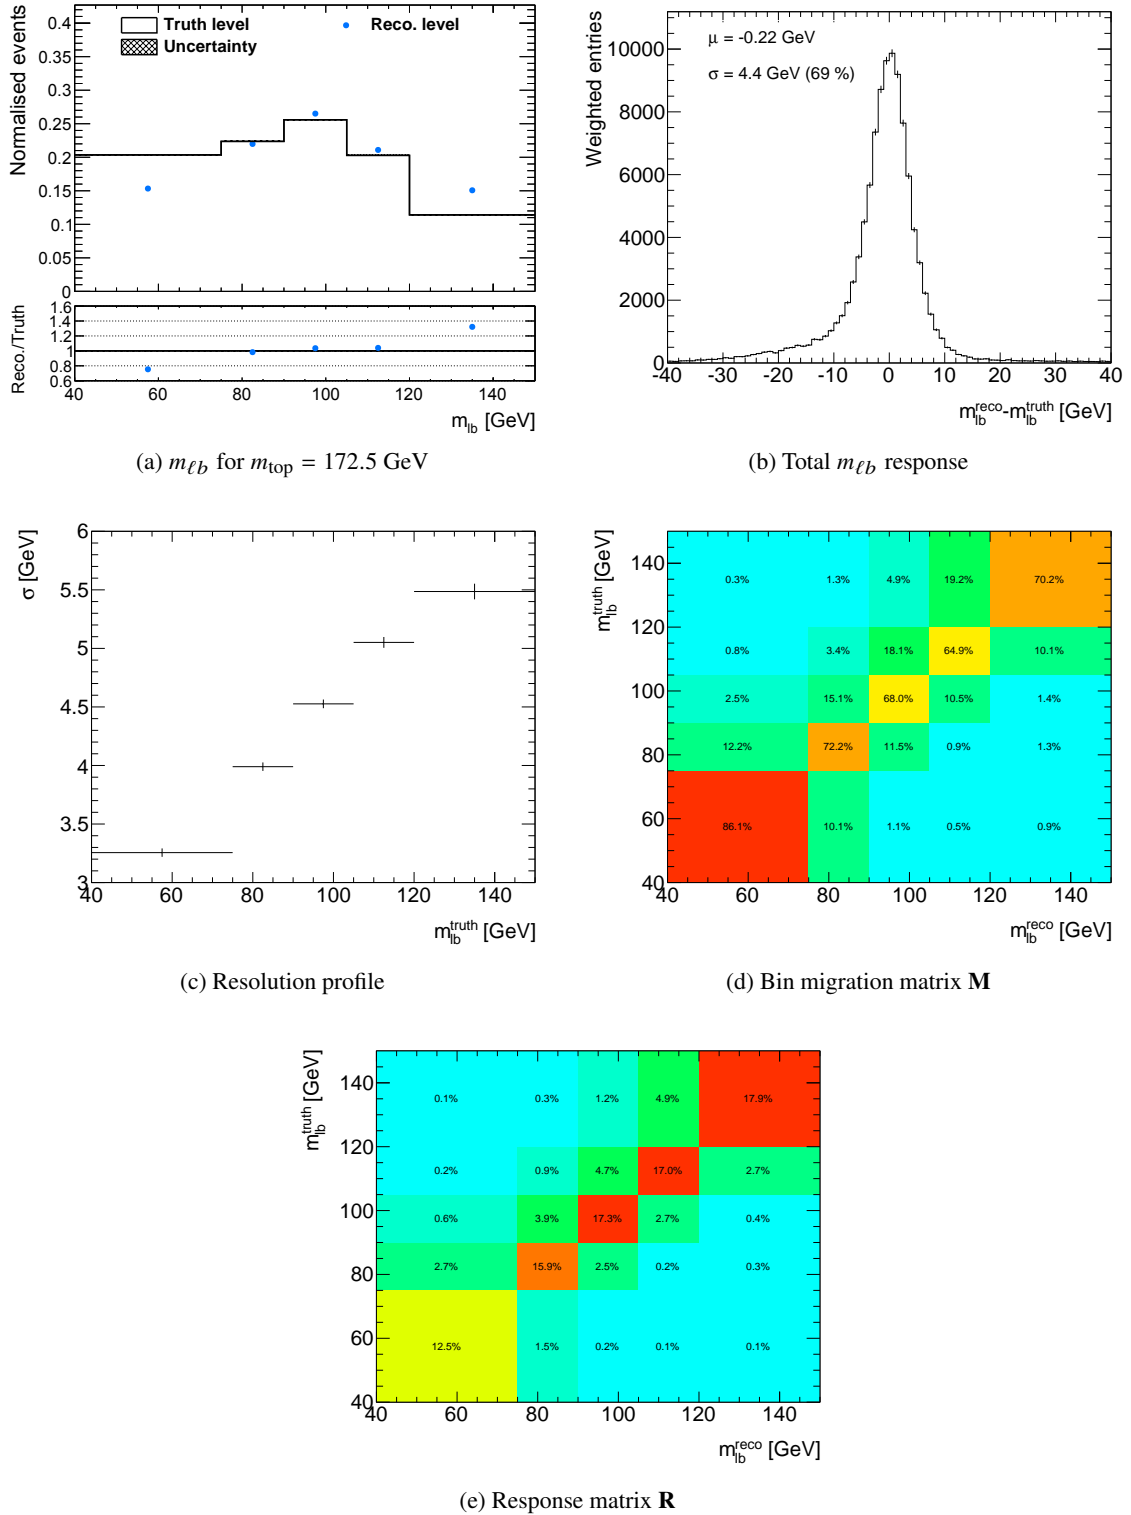 Normalised events
0.4
0.35
0.3
0.25
0.2
0.15
0.1
0.05
0
Truth level
Uncertainty
Reco. level
Reco./Truth
1.6
1.4
1.2
1
0.8
0.6
60 80 100 120 140
m_lb [GeV]
(a) m_ℓb for m_top = 172.5 GeV
Weighted entries
10000
8000
6000
4000
2000
0
μ = -0.22 GeV
σ = 4.4 GeV (69 %)
-40 -30 -20 -10 0 10 20 30 40
m_lb^reco-m_lb^truth [GeV]
(b) Total m_ℓb response
σ [GeV]
6
5.5
5
4.5
4
3.5
3
40 60 80 100 120 140
m_lb^truth [GeV]
(c) Resolution profile
m_lb^truth [GeV]
140
120
100
80
60
40
0.3% 1.3% 4.9% 19.2% 70.2%
0.8% 3.4% 18.1% 64.9% 10.1%
2.5% 15.1% 68.0% 10.5% 1.4%
12.2% 72.2% 11.5% 0.9% 1.3%
86.1% 10.1% 1.1% 0.5% 0.9%
40 60 80 100 120 140
m_lb^reco [GeV]
(d) Bin migration matrix M
m_lb^truth [GeV]
140
120
100
80
60
40
0.1% 0.3% 1.2% 4.9% 17.9%
0.2% 0.9% 4.7% 17.0% 2.7%
0.6% 3.9% 17.3% 2.7% 0.4%
2.7% 15.9% 2.5% 0.2% 0.3%
12.5% 1.5% 0.2% 0.1% 0.1%
40 60 80 100 120 140
m_lb^reco [GeV]
(e) Response matrix R